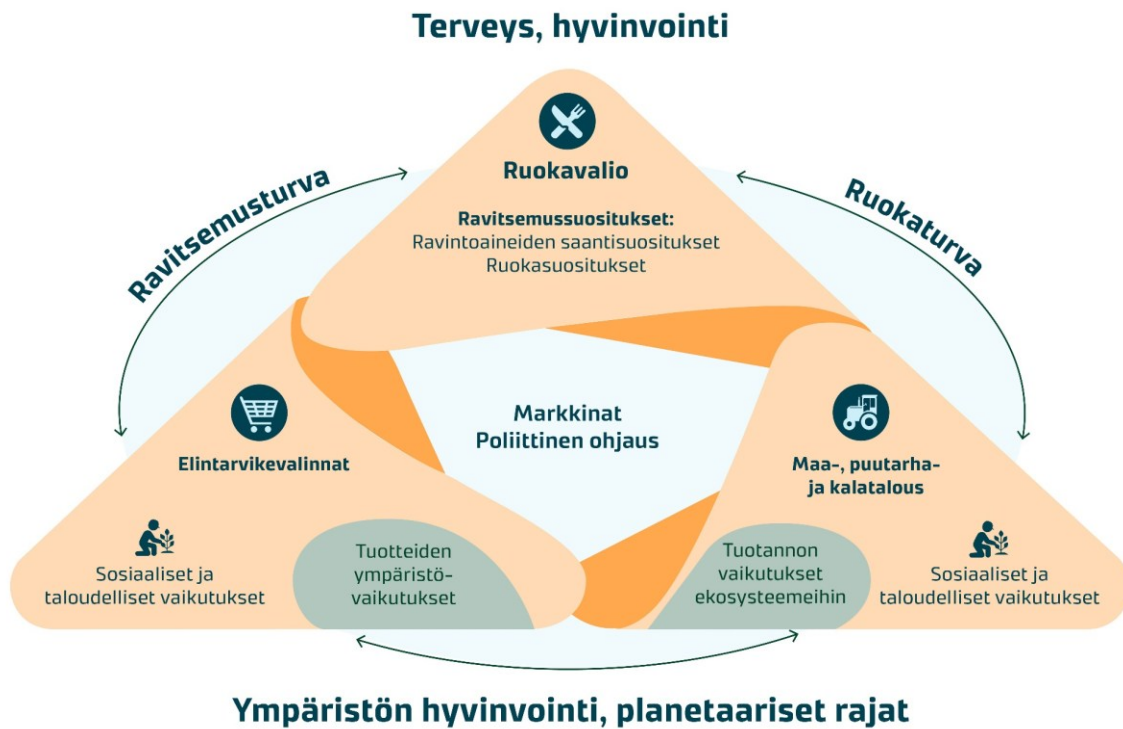 Terveys, hyvinvointi
Ravitsemusturva
Ruokaturva
Ruokavalio
Ravitsemussuositukset:
Ravintoaineiden saantisuositukset
Ruokasuositukset
Markkinat
Poliittinen ohjaus
Elintarvikevalinnat
Sosiaaliset ja
taloudelliset vaikutukset
Tuotteiden
ympäristö-
vaikutukset
Maa-, puutarha-
ja kalatalous
Tuotannon
vaikutukset
ekosysteemeihin
Sosiaaliset ja
taloudelliset vaikutukset
Ympäristön hyvinvointi, planetaariset rajat